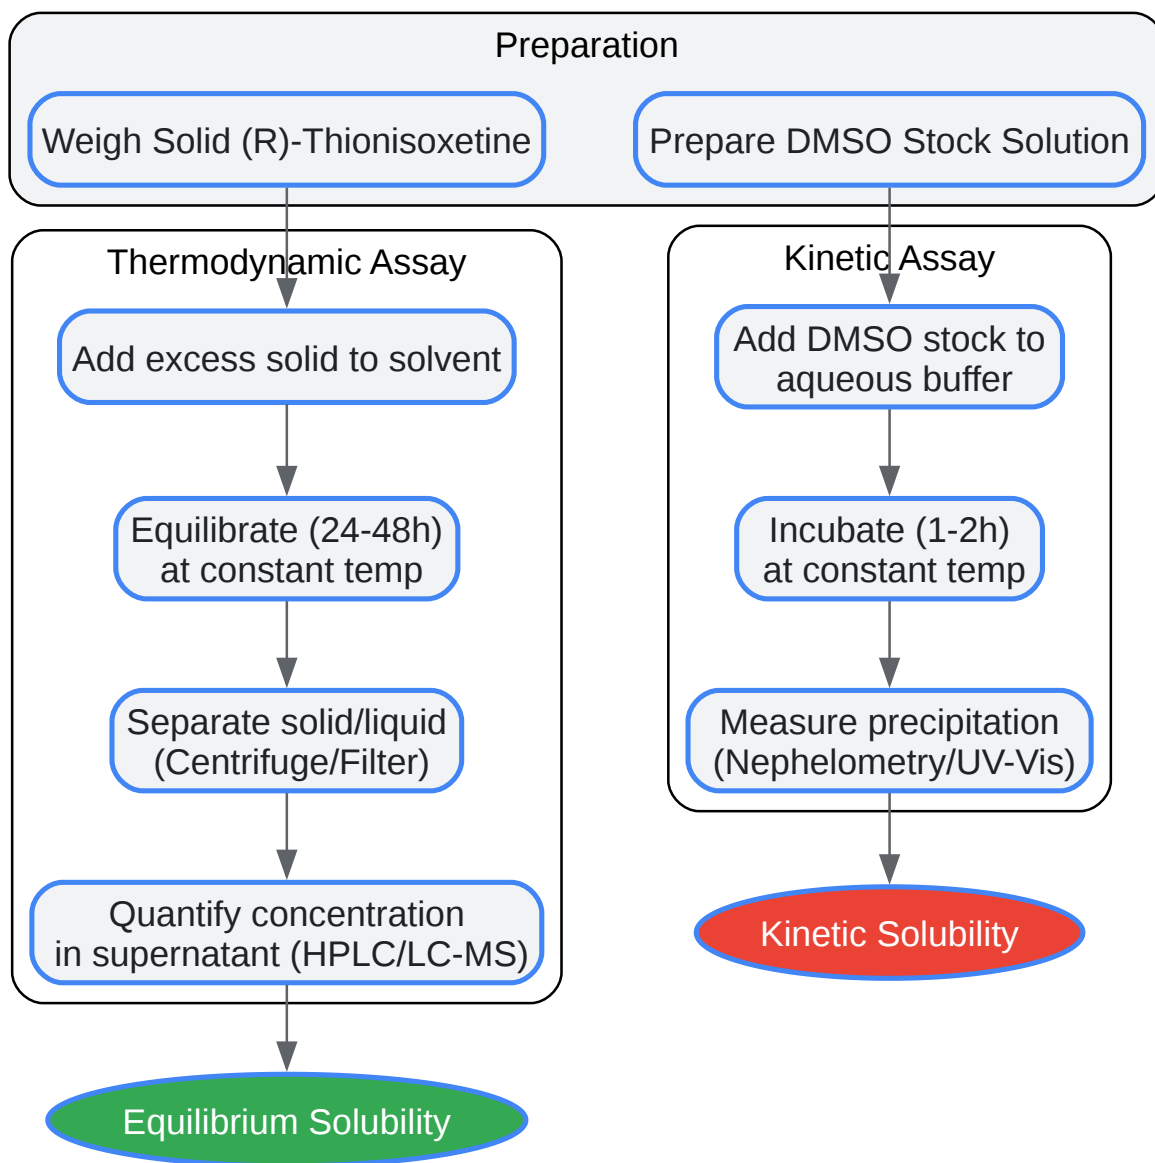 Preparation
Weigh Solid (R)-Thionisoxetine
Prepare DMSO Stock Solution
Thermodynamic Assay
Add excess solid to solvent
Equilibrate (24-48h)
at constant temp
Separate solid/liquid
(Centrifuge/Filter)
Quantify concentration
in supernatant (HPLC/LC-MS)
Equilibrium Solubility
Kinetic Assay
Add DMSO stock to
aqueous buffer
Incubate (1-2h)
at constant temp
Measure precipitation
(Nephelometry/UV-Vis)
Kinetic Solubility